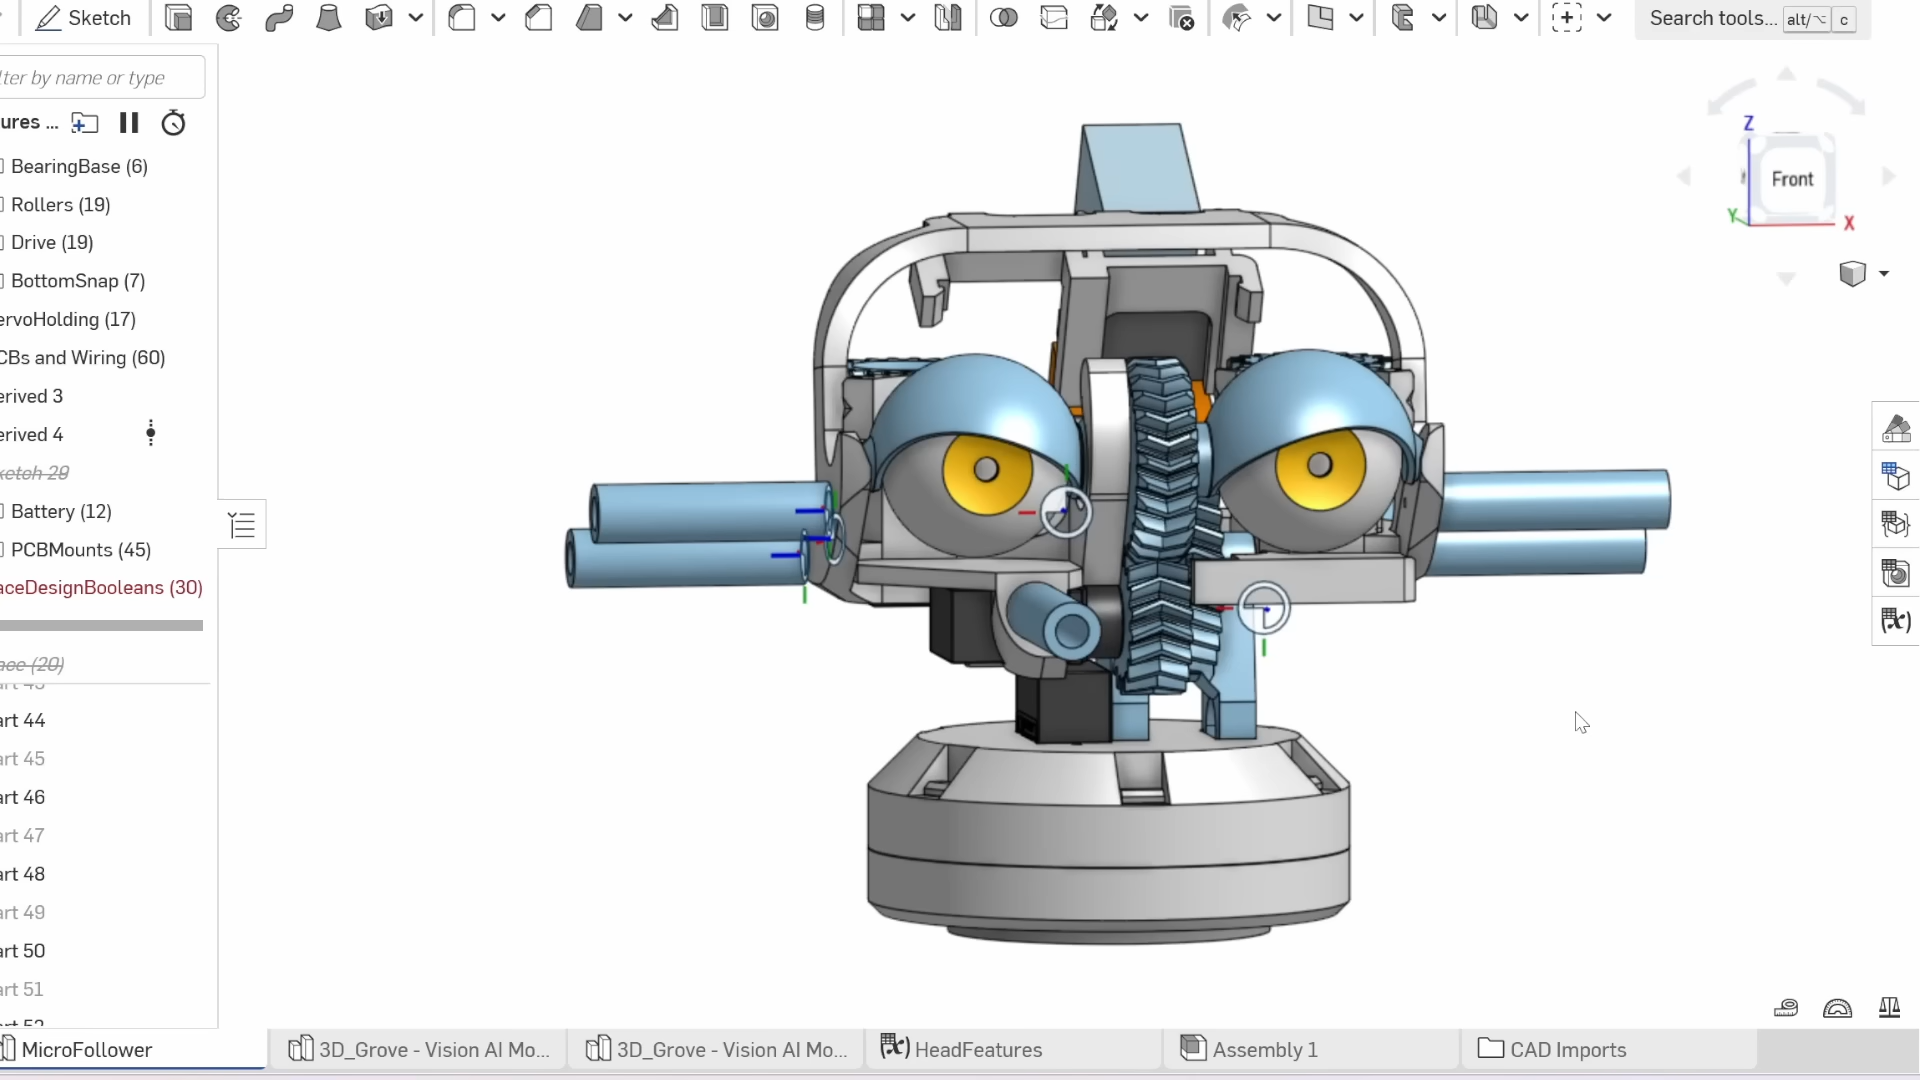 Sketch
Search tools... alt/⌥ c
lter by name or type
ures ...
BearingBase (6)
Rollers (19)
Drive (19)
BottomSnap (7)
ervoHolding (17)
CBs and Wiring (60)
erived 3
erived 4
ketch 29
Battery (12)
PCBMounts (45)
aceDesignBooleans (30)
ace (20)
art 44
art 45
art 46
art 47
art 48
art 49
art 50
art 51
Z
Front
Y
X
MicroFollower
3D_Grove - Vision AI Mo...
3D_Grove - Vision AI Mo...
HeadFeatures
Assembly 1
CAD Imports